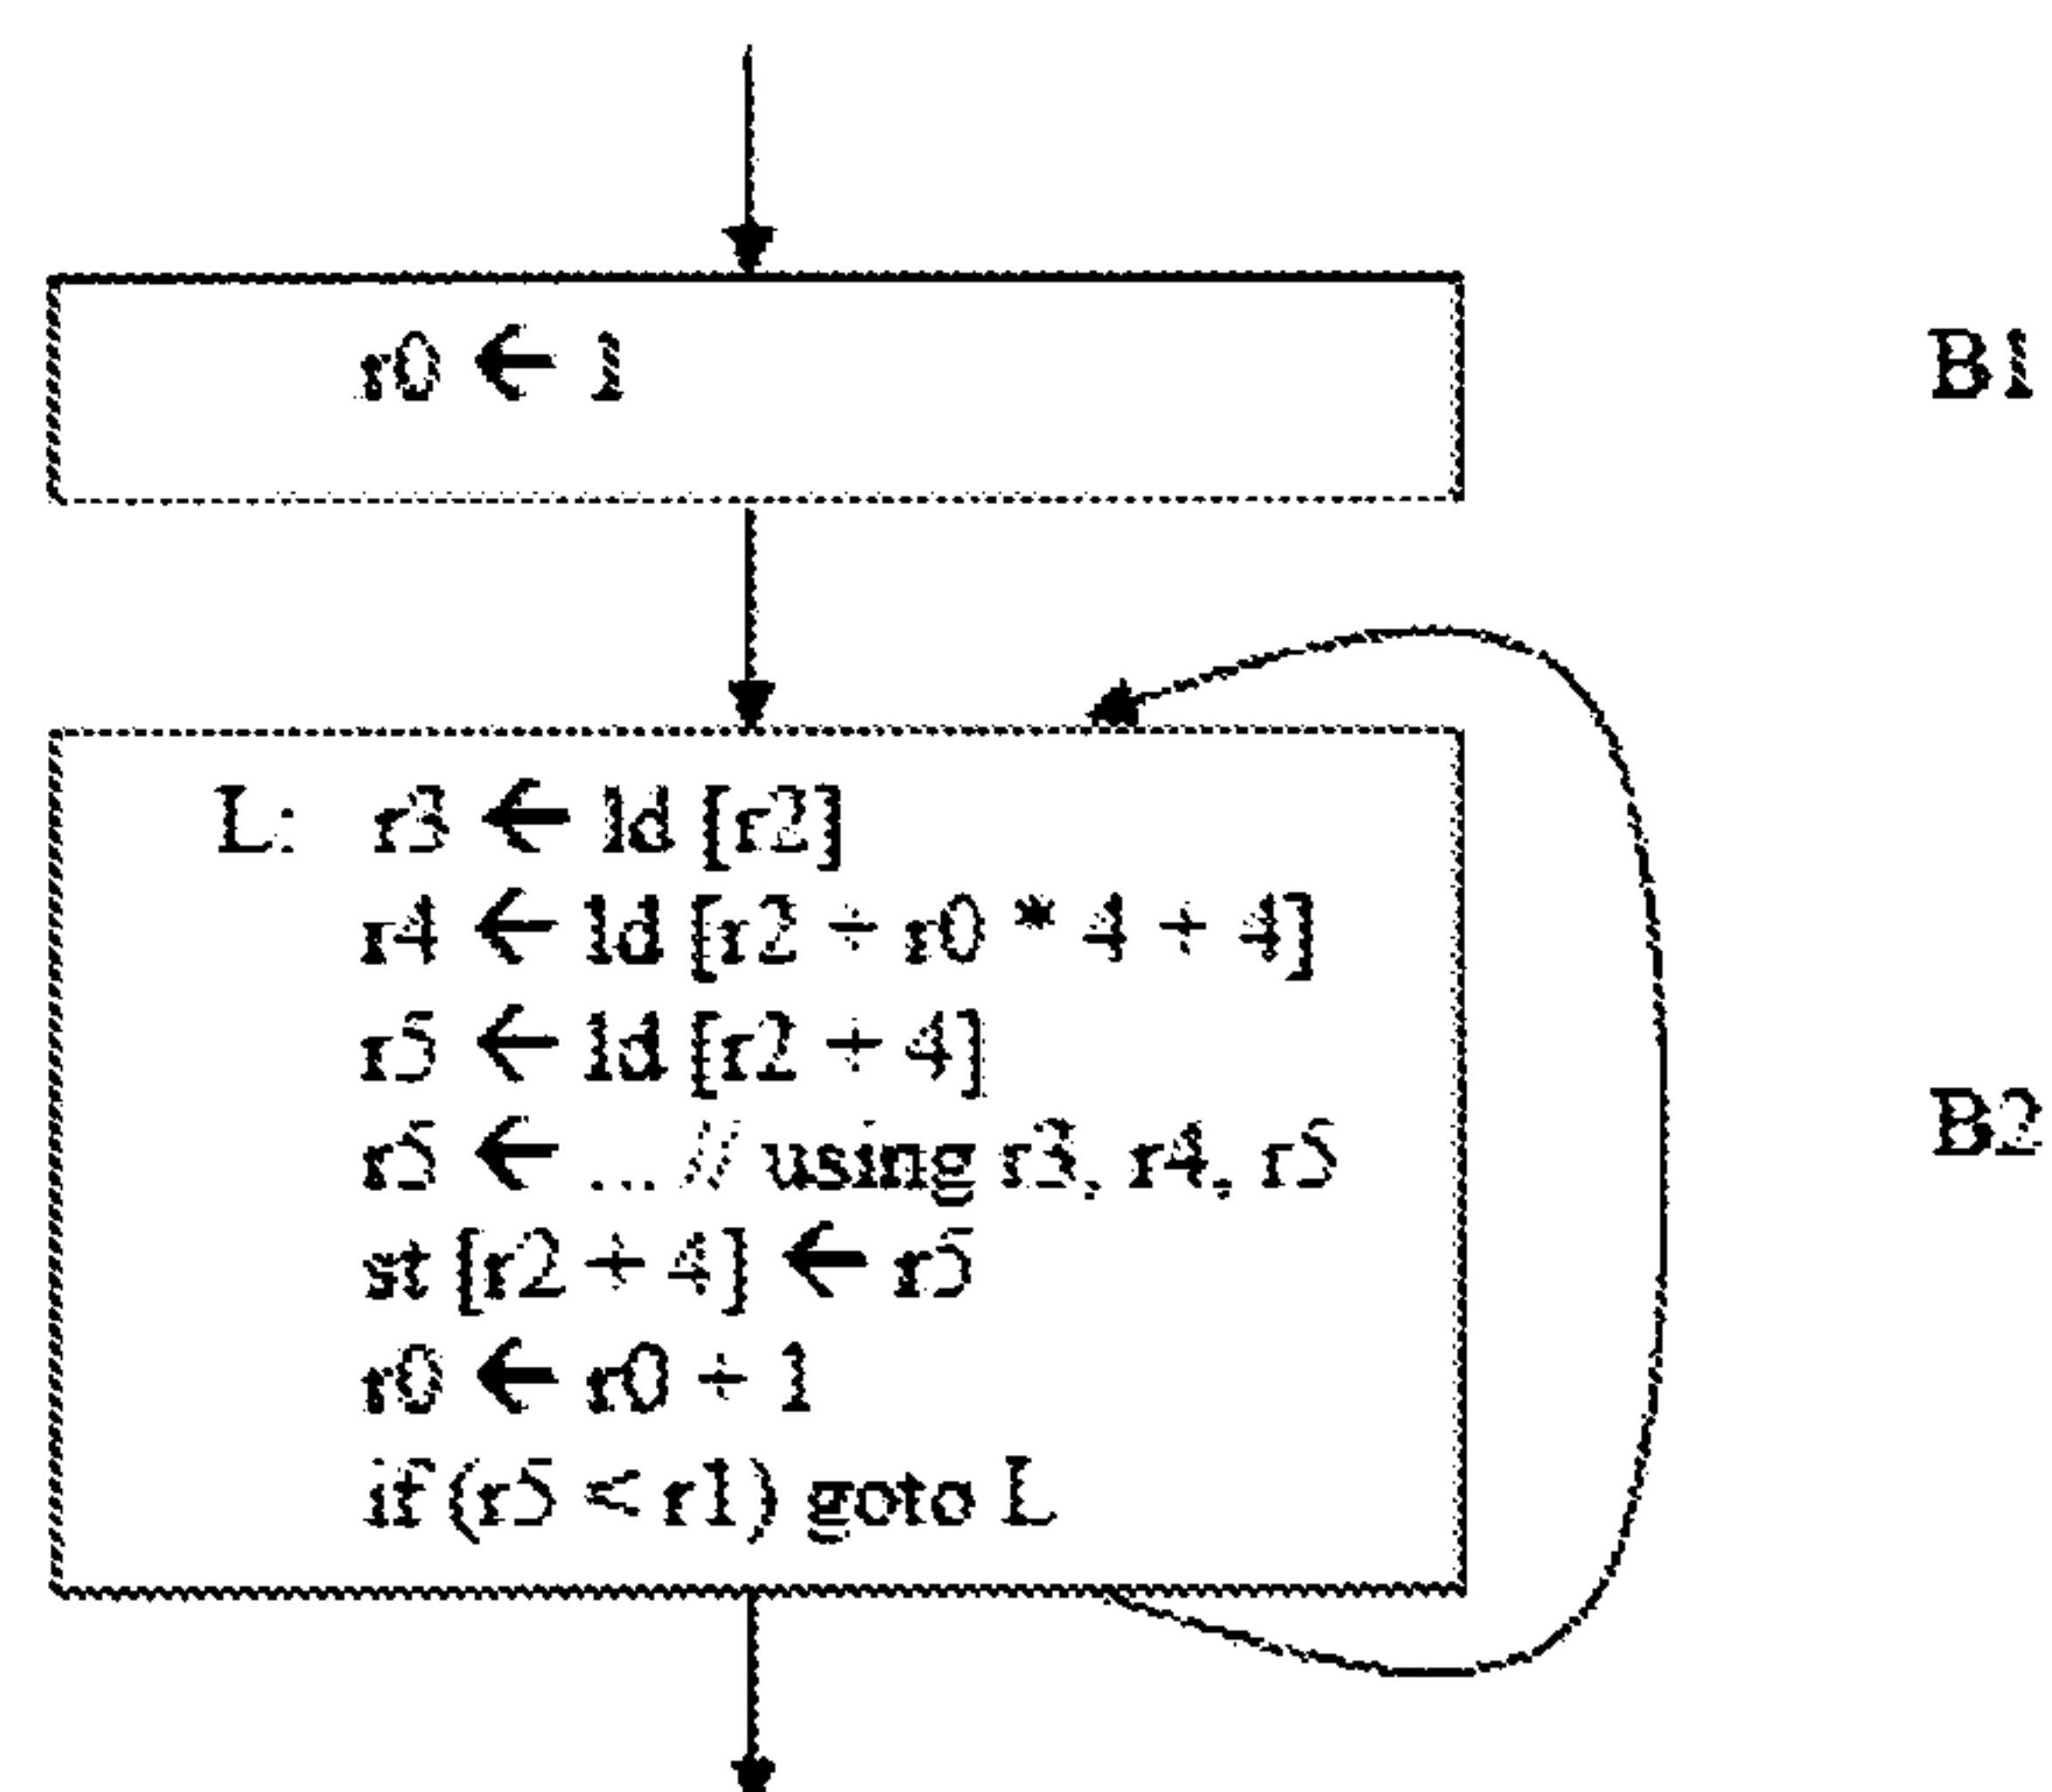 r0 ← 1
B1
L: r3 ← ld [r2]
r4 ← ld [r2 + r0 * 4 + 4]
r5 ← ld [r2 + 4]
r5 ← ... // using r3, r4, r5
B2
st [r2 + 4] ← r5
r0 ← r0 + 1
if (r5 < r1) goto L